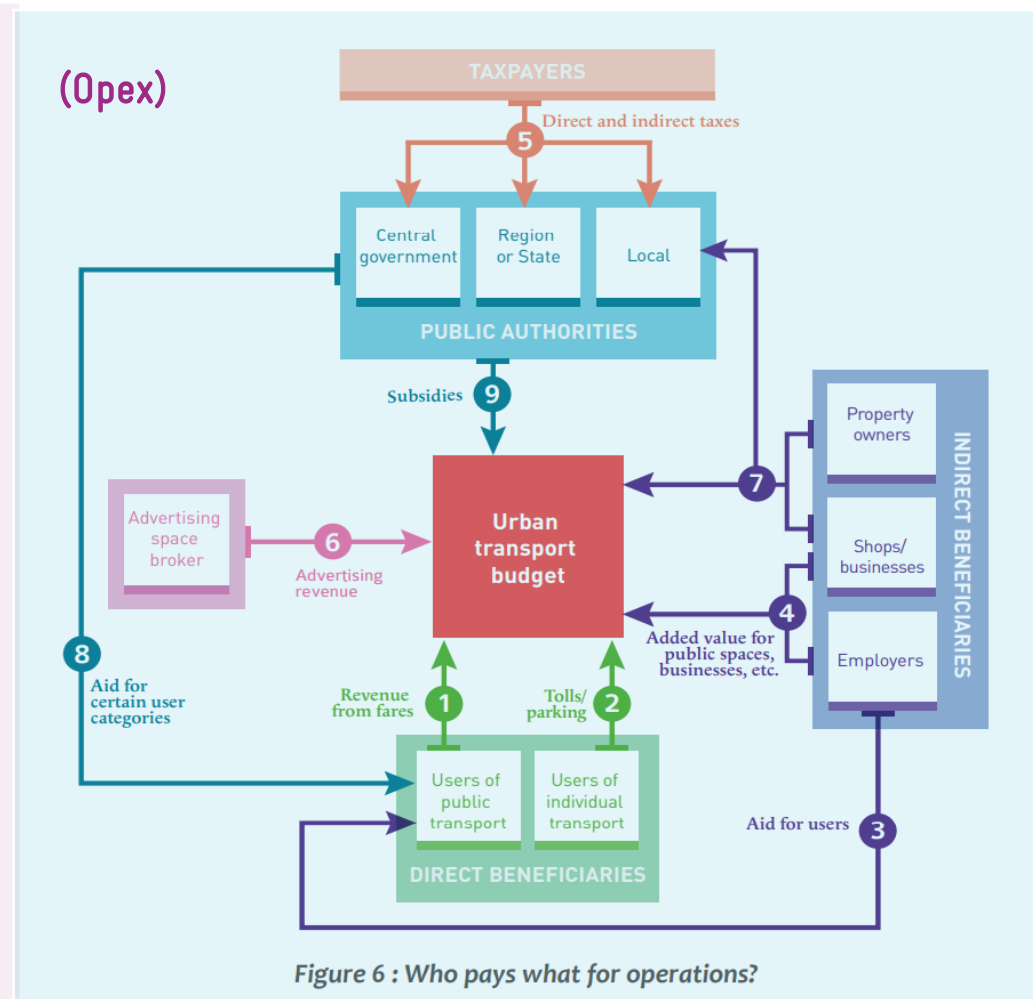 (Opex)
TAXPAYERS
Direct and indirect taxes
5
Central
government
Region
or State
Local
PUBLIC AUTHORITIES
Subsidies
9
Property
owners
INDIRECT BENEFICIARIES
7
Advertising
space
broker
6
Advertising
revenue
Urban
transport
budget
Shops/
businesses
4
Added value for
public spaces,
businesses, etc.
Employers
8
Aid for
certain user
categories
Revenue
from fares
1
Tolls/
parking
2
Users of
public
transport
Users of
individual
transport
DIRECT BENEFICIARIES
Aid for users
3
Figure 6 : Who pays what for operations?